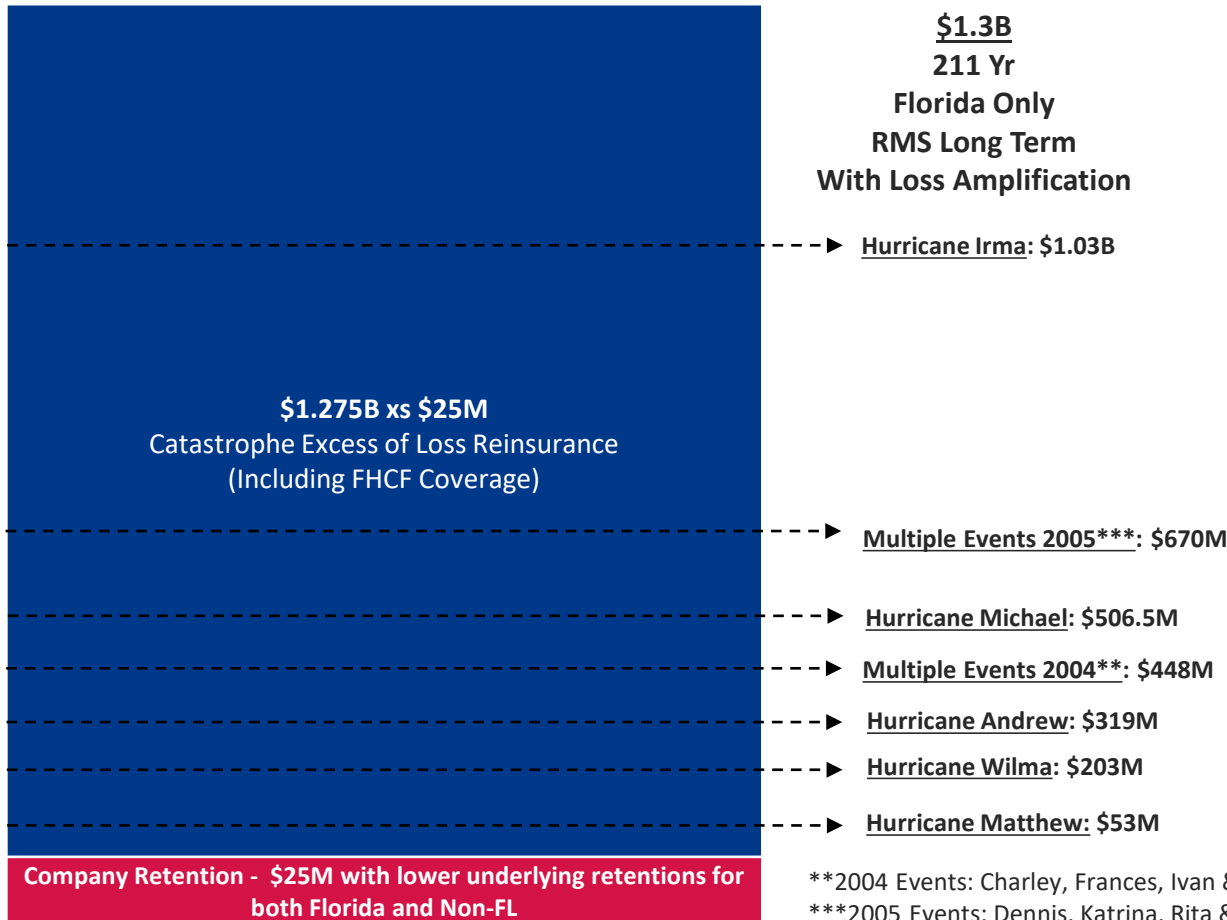 $1.3B
211 Yr
Florida Only
RMS Long Term
With Loss Amplification
Hurricane Irma: $1.03B
$1.275B xs $25M
Catastrophe Excess of Loss Reinsurance
(Including FHCF Coverage)
Multiple Events 2005***: $670M
Hurricane Michael: $506.5M
Multiple Events 2004**: $448M
Hurricane Andrew: $319M
Hurricane Wilma: $203M
Hurricane Matthew: $53M
Company Retention - $25M with lower underlying retentions for
both Florida and Non-FL
**2004 Events: Charley, Frances, Ivan &
***2005 Events: Dennis, Katrina, Rita &